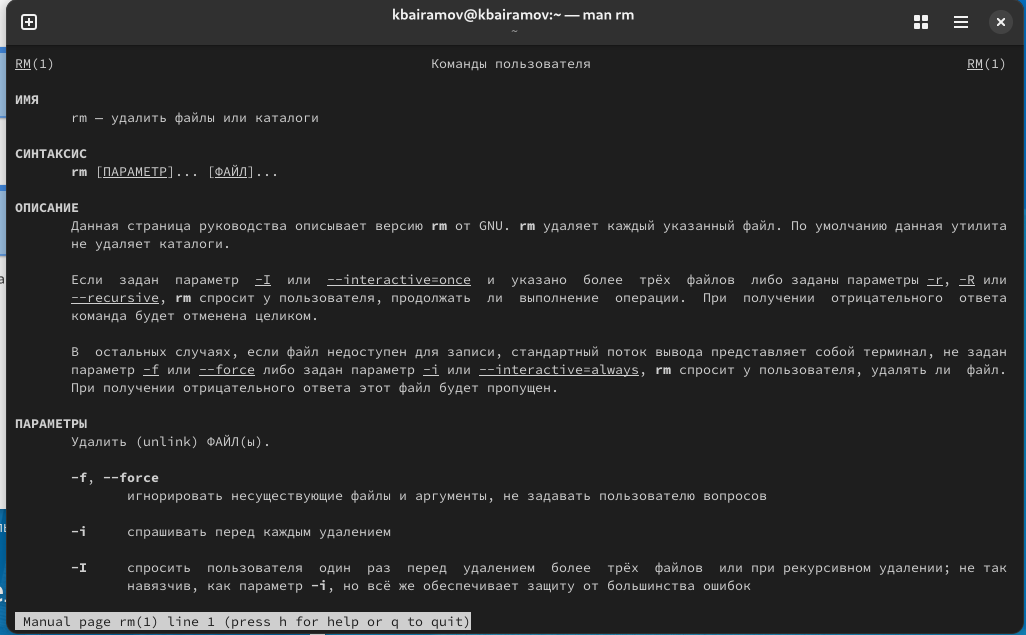 kbairamov@kbairamov:~ — man rm
~
RM(1) Команды пользователя RM(1)
ИМЯ
rm – удалить файлы или каталоги
СИНТАКСИС
rm [ПАРАМЕТР]... [ФАЙЛ]...
ОПИСАНИЕ
Данная страница руководства описывает версию rm от GNU. rm удаляет каждый указанный файл. По умолчанию данная утилита
не удаляет каталоги.
Если задан параметр -I или --interactive=once и указано более трёх файлов либо заданы параметры -r, -R или
--recursive, rm спросит у пользователя, продолжать ли выполнение операции. При получении отрицательного ответа
команда будет отменена целиком.
В остальных случаях, если файл недоступен для записи, стандартный поток вывода представляет собой терминал, не задан
параметр -f или --force либо задан параметр -i или --interactive=always, rm спросит у пользователя, удалять ли файл.
При получении отрицательного ответа этот файл будет пропущен.
ПАРАМЕТРЫ
Удалить (unlink) ФАЙЛ(ы).
-f, --force
игнорировать несуществующие файлы и аргументы, не задавать пользователю вопросов
-i спрашивать перед каждым удалением
-I спросить пользователя один раз перед удалением более трёх файлов или при рекурсивном удалении; не так
навязчив, как параметр -i, но всё же обеспечивает защиту от большинства ошибок
Manual page rm(1) line 1 (press h for help or q to quit)